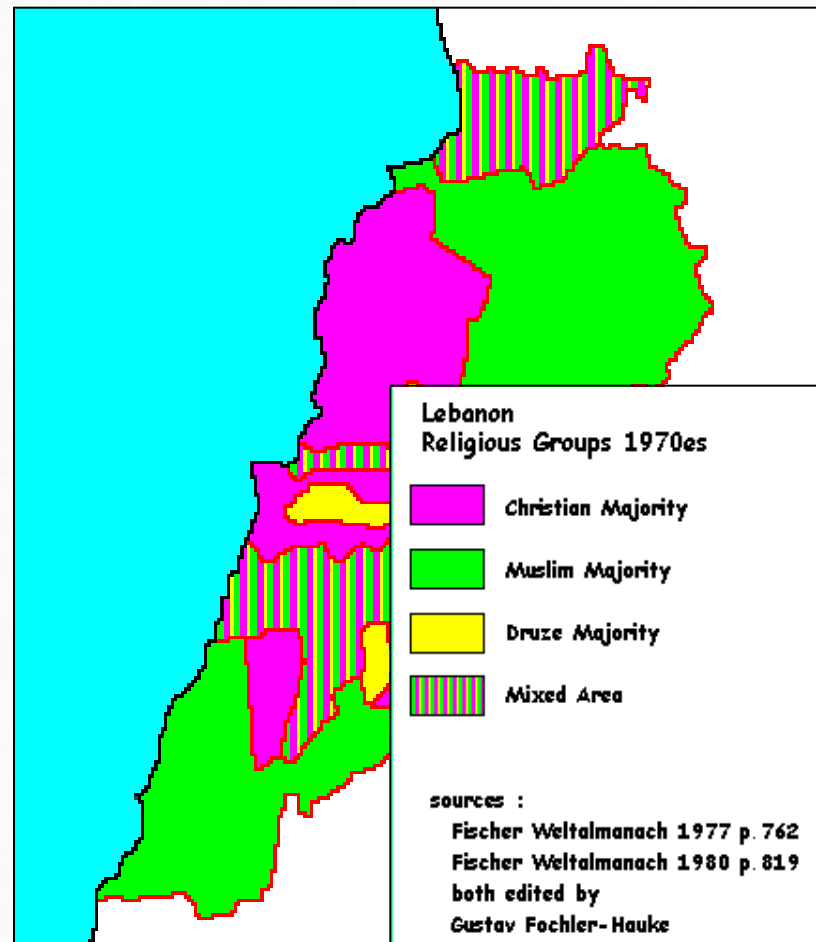 Lebanon
Religious Groups 1970es
Christian Majority
Muslim Majority
Druze Majority
Mixed Area
sources :
Fischer Weltalmanach 1977 p.762
Fischer Weltalmanach 1980 p.819
both edited by
Gustav Fochler-Hauke